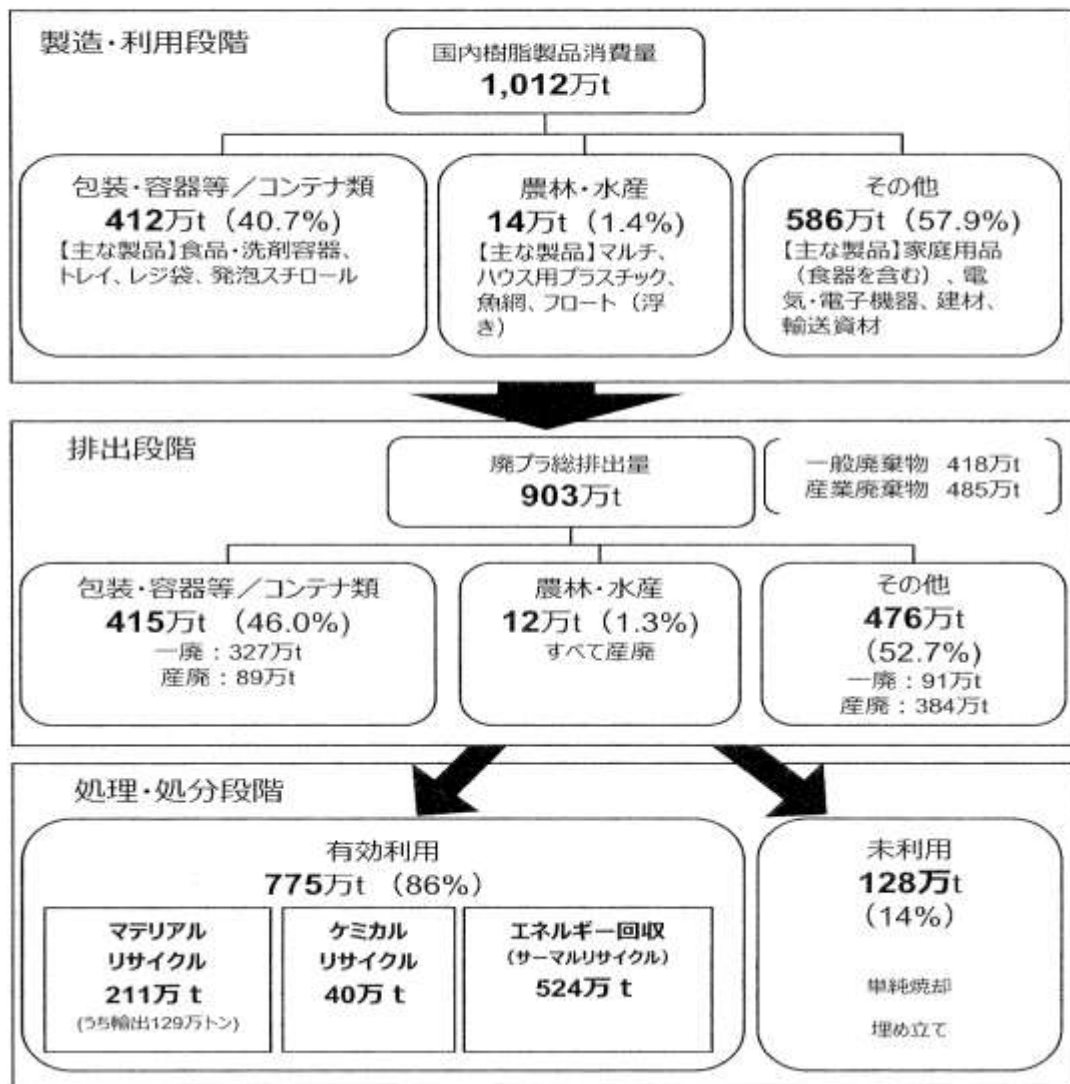 製造・利用段階
国内樹脂製品消費量
1,012万t
包装・容器等／コンテナ類
412万t（40.7%）
【主な製品】食品・洗剤容器、
トレイ、レジ袋、発泡スチロール
農林・水産
14万t（1.4%）
【主な製品】マルチ、
ハウス用プラスチック、
魚網、フロート（浮
き）
その他
586万t（57.9%）
【主な製品】家庭用品
（食器を含む）、電
気・電子機器、建材、
輸送資材
排出段階
廃プラ総排出量
903万t
一般廃棄物 418万t
産業廃棄物 485万t
包装・容器等／コンテナ類
415万t（46.0%）
一廃：327万t
産廃：89万t
農林・水産
12万t（1.3%）
すべて産廃
その他
476万t
(52.7%)
一廃：91万t
産廃：384万t
処理・処分段階
有効利用
775万t（86%）
マテリアル
リサイクル
211万 t
(うち輸出129万トン)
ケミカル
リサイクル
40万 t
エネルギー回収
（サーマルリサイクル）
524万 t
未利用
128万t
(14%)
単純焼却
埋め立て